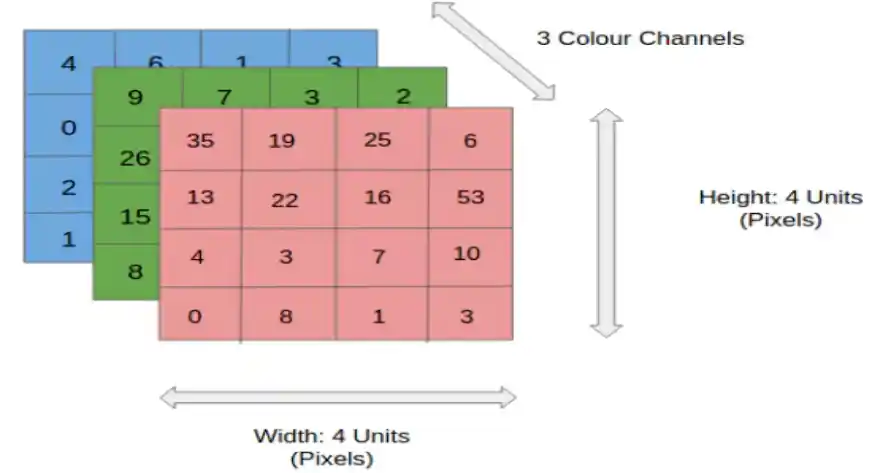 3 Colour Channels
4 6 1 3
9 7 3 2
0
35 19 25 6
26
13 22 16 53
2
15
4 3 7 10
1
8
0 8 1 3
Height: 4 Units
(Pixels)
Width: 4 Units
(Pixels)